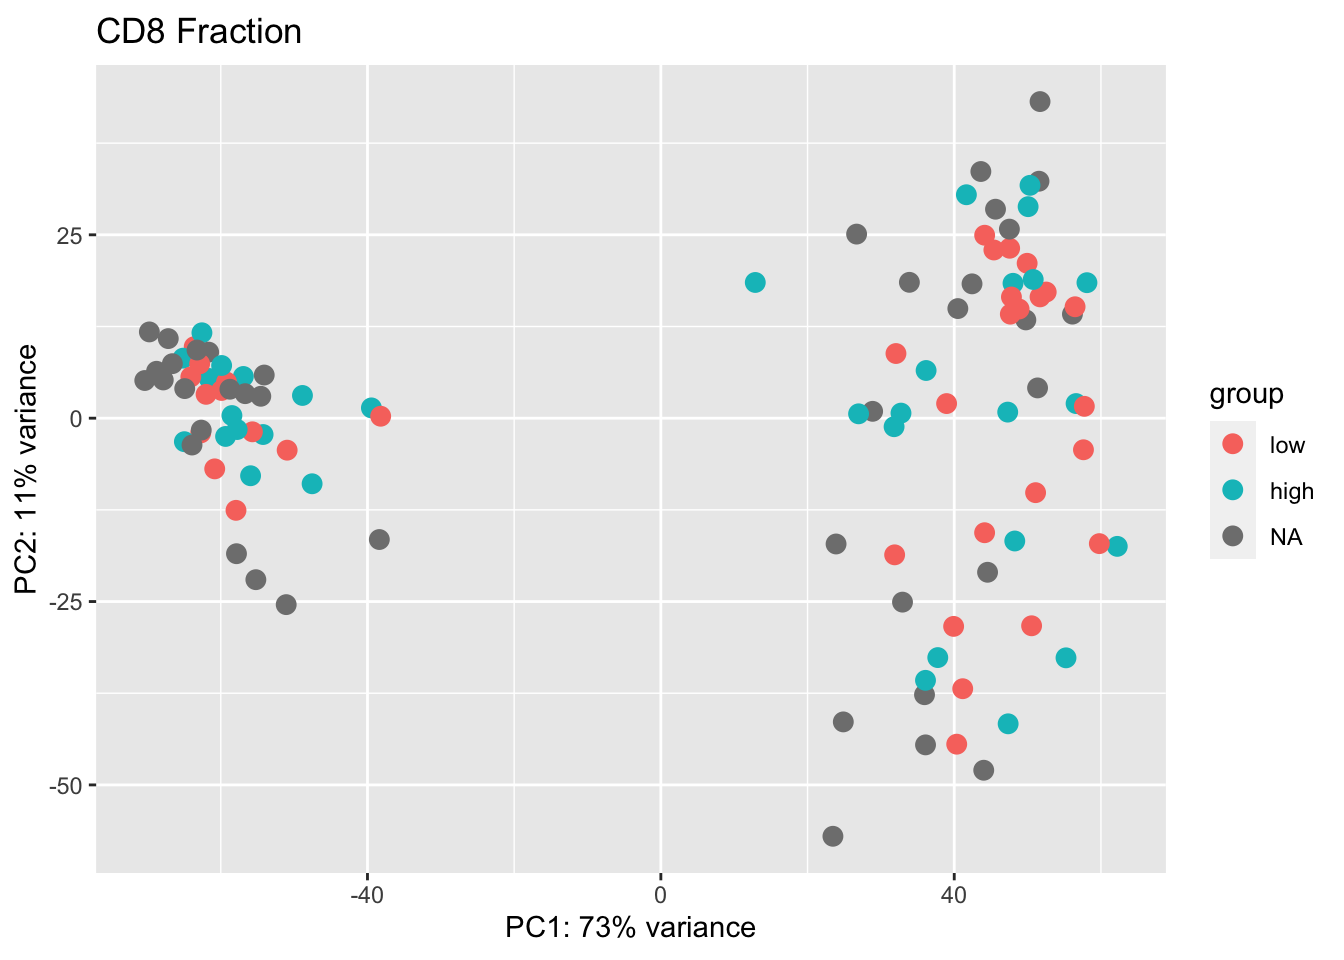 CD8 Fraction
PC2: 11% variance
25
0
-25
-50
-40
0
40
PC1: 73% variance
group
low
high
NA